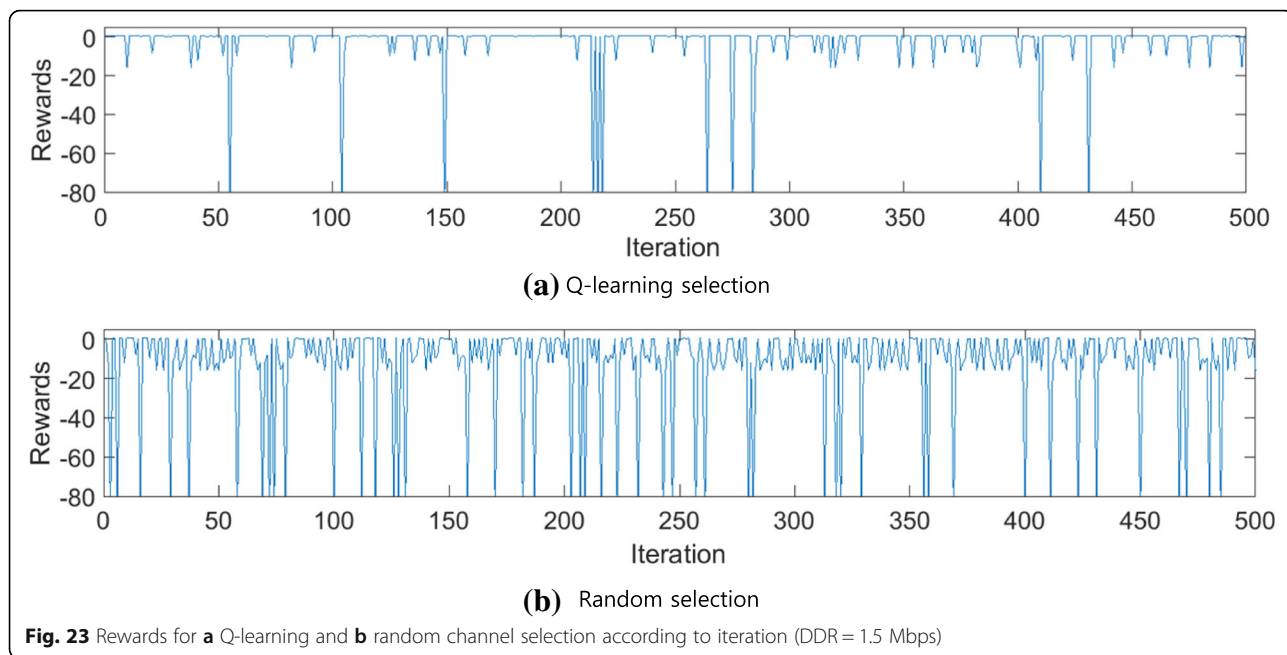 0
-20
-40
-60
-80
Rewards
0 50 100 150 200 250 300 350 400 450 500
Iteration
(a) Q-learning selection
0
-20
-40
-60
-80
Rewards
0 50 100 150 200 250 300 350 400 450 500
Iteration
(b) Random selection
Fig. 23 Rewards for a Q-learning and b random channel selection according to iteration (DDR = 1.5 Mbps)